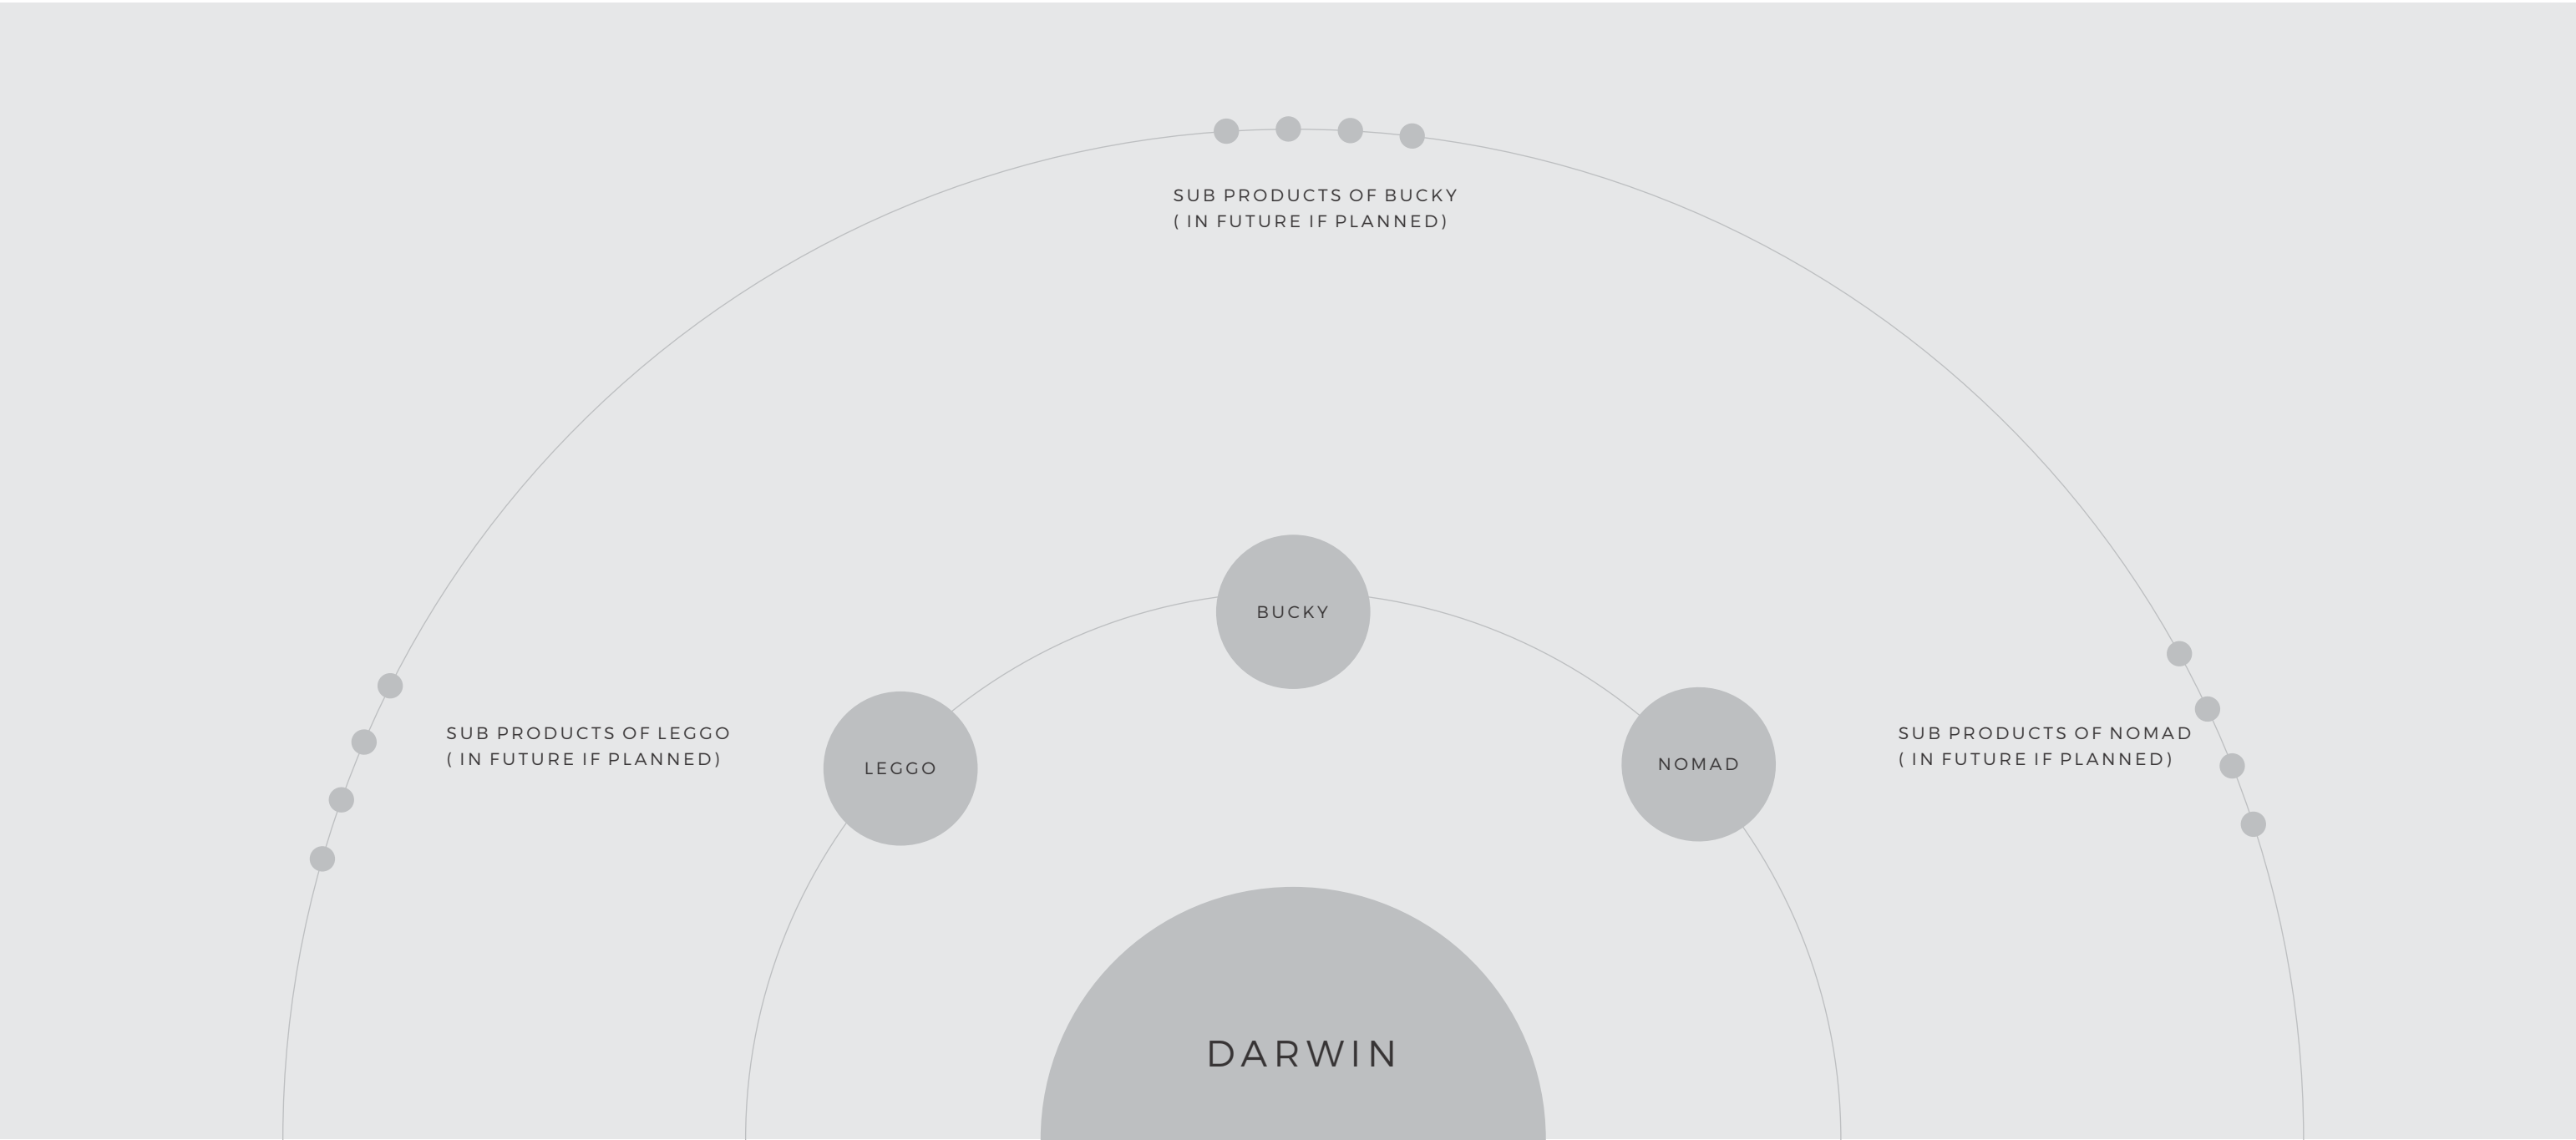 SUB PRODUCTS OF BUCKY
( IN FUTURE IF PLANNED)
BUCKY
SUB PRODUCTS OF LEGGO
( IN FUTURE IF PLANNED)
LEGGO
NOMAD
SUB PRODUCTS OF NOMAD
( IN FUTURE IF PLANNED)
DARWIN